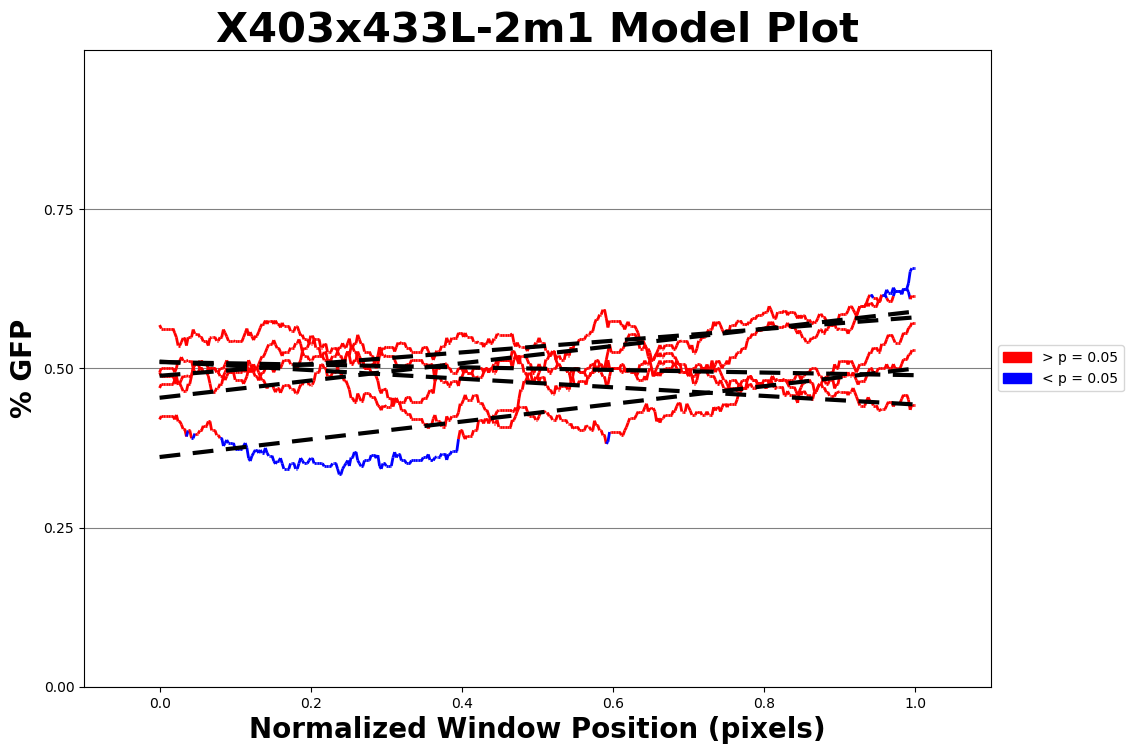 X403x433L-2m1 Model Plot
% GFP
0.75
0.50
0.25
0.00
0.0 0.2 0.4 0.6 0.8 1.0
Normalized Window Position (pixels)
> p = 0.05
< p = 0.05